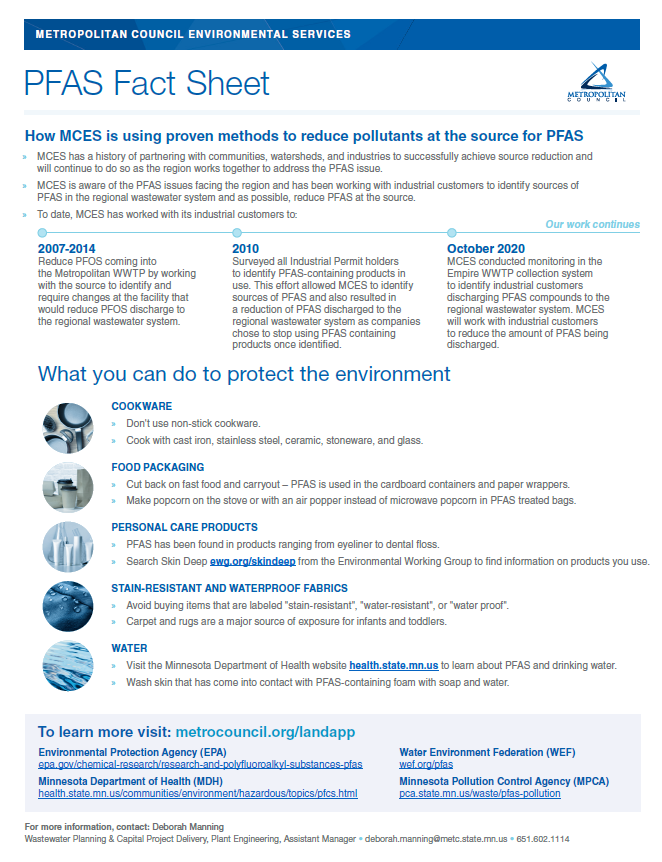 METROPOLITAN COUNCIL ENVIRONMENTAL SERVICES
PFAS Fact Sheet
METROPOLITAN
COUNCIL
How MCES is using proven methods to reduce pollutants at the source for PFAS
» MCES has a history of partnering with communities, watersheds, and industries to successfully achieve source reduction and
will continue to do so as the region works together to address the PFAS issue.
» MCES is aware of the PFAS issues facing the region and has been working with industrial customers to identify sources of
PFAS in the regional wastewater system and as possible, reduce PFAS at the source.
» To date, MCES has worked with its industrial customers to:
Our work continues
2007-2014
Reduce PFOS coming into
the Metropolitan WWTP by working
with the source to identify and
require changes at the facility that
would reduce PFOS discharge to
the regional wastewater system.
2010
Surveyed all Industrial Permit holders
to identify PFAS-containing products in
use. This effort allowed MCES to identify
sources of PFAS and also resulted in
a reduction of PFAS discharged to the
regional wastewater system as companies
chose to stop using PFAS containing
products once identified.
October 2020
MCES conducted monitoring in the
Empire WWTP collection system
to identify industrial customers
discharging PFAS compounds to the
regional wastewater system. MCES
will work with industrial customers
to reduce the amount of PFAS being
discharged.
What you can do to protect the environment
COOKWARE
» Don't use non-stick cookware.
» Cook with cast iron, stainless steel, ceramic, stoneware, and glass.
FOOD PACKAGING
» Cut back on fast food and carryout – PFAS is used in the cardboard containers and paper wrappers.
» Make popcorn on the stove or with an air popper instead of microwave popcorn in PFAS treated bags.
PERSONAL CARE PRODUCTS
» PFAS has been found in products ranging from eyeliner to dental floss.
» Search Skin Deep ewg.org/skindeep from the Environmental Working Group to find information on products you use.
STAIN-RESISTANT AND WATERPROOF FABRICS
» Avoid buying items that are labeled "stain-resistant", "water-resistant", or "water proof".
» Carpet and rugs are a major source of exposure for infants and toddlers.
WATER
» Visit the Minnesota Department of Health website health.state.mn.us to learn about PFAS and drinking water.
» Wash skin that has come into contact with PFAS-containing foam with soap and water.
To learn more visit: metrocouncil.org/landapp
Environmental Protection Agency (EPA)
epa.gov/chemical-research/research-and-polyfluoroalkyl-substances-pfas
Minnesota Department of Health (MDH)
health.state.mn.us/communities/environment/hazardous/topics/pfcs.html
Water Environment Federation (WEF)
wef.org/pfas
Minnesota Pollution Control Agency (MPCA)
pca.state.mn.us/waste/pfas-pollution
For more information, contact: Deborah Manning
Wastewater Planning & Capital Project Delivery, Plant Engineering, Assistant Manager • deborah.manning@metc.state.mn.us • 651.602.1114